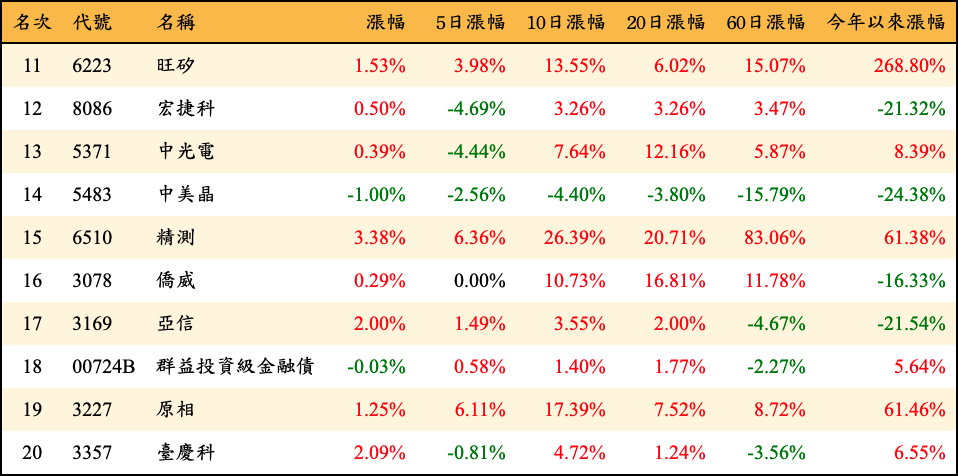 名次 代號 名稱 漲幅 5日漲幅 10日漲幅 20日漲幅 60日漲幅 今年以來漲幅
11 6223 旺矽 1.53% 3.98% 13.55% 6.02% 15.07% 268.80%
12 8086 宏捷科 0.50% -4.69% 3.26% 3.26% 3.47% -21.32%
13 5371 中光電 0.39% -4.44% 7.64% 12.16% 5.87% 8.39%
14 5483 中美晶 -1.00% -2.56% -4.40% -3.80% -15.79% -24.38%
15 6510 精測 3.38% 6.36% 26.39% 20.71% 83.06% 61.38%
16 3078 僑威 0.29% 0.00% 10.73% 16.81% 11.78% -16.33%
17 3169 亞信 2.00% 1.49% 3.55% 2.00% -4.67% -21.54%
18 00724B 群益投資級金融債 -0.03% 0.58% 1.40% 1.77% -2.27% 5.64%
19 3227 原相 1.25% 6.11% 17.39% 7.52% 8.72% 61.46%
20 3357 臺慶科 2.09% -0.81% 4.72% 1.24% -3.56% 6.55%